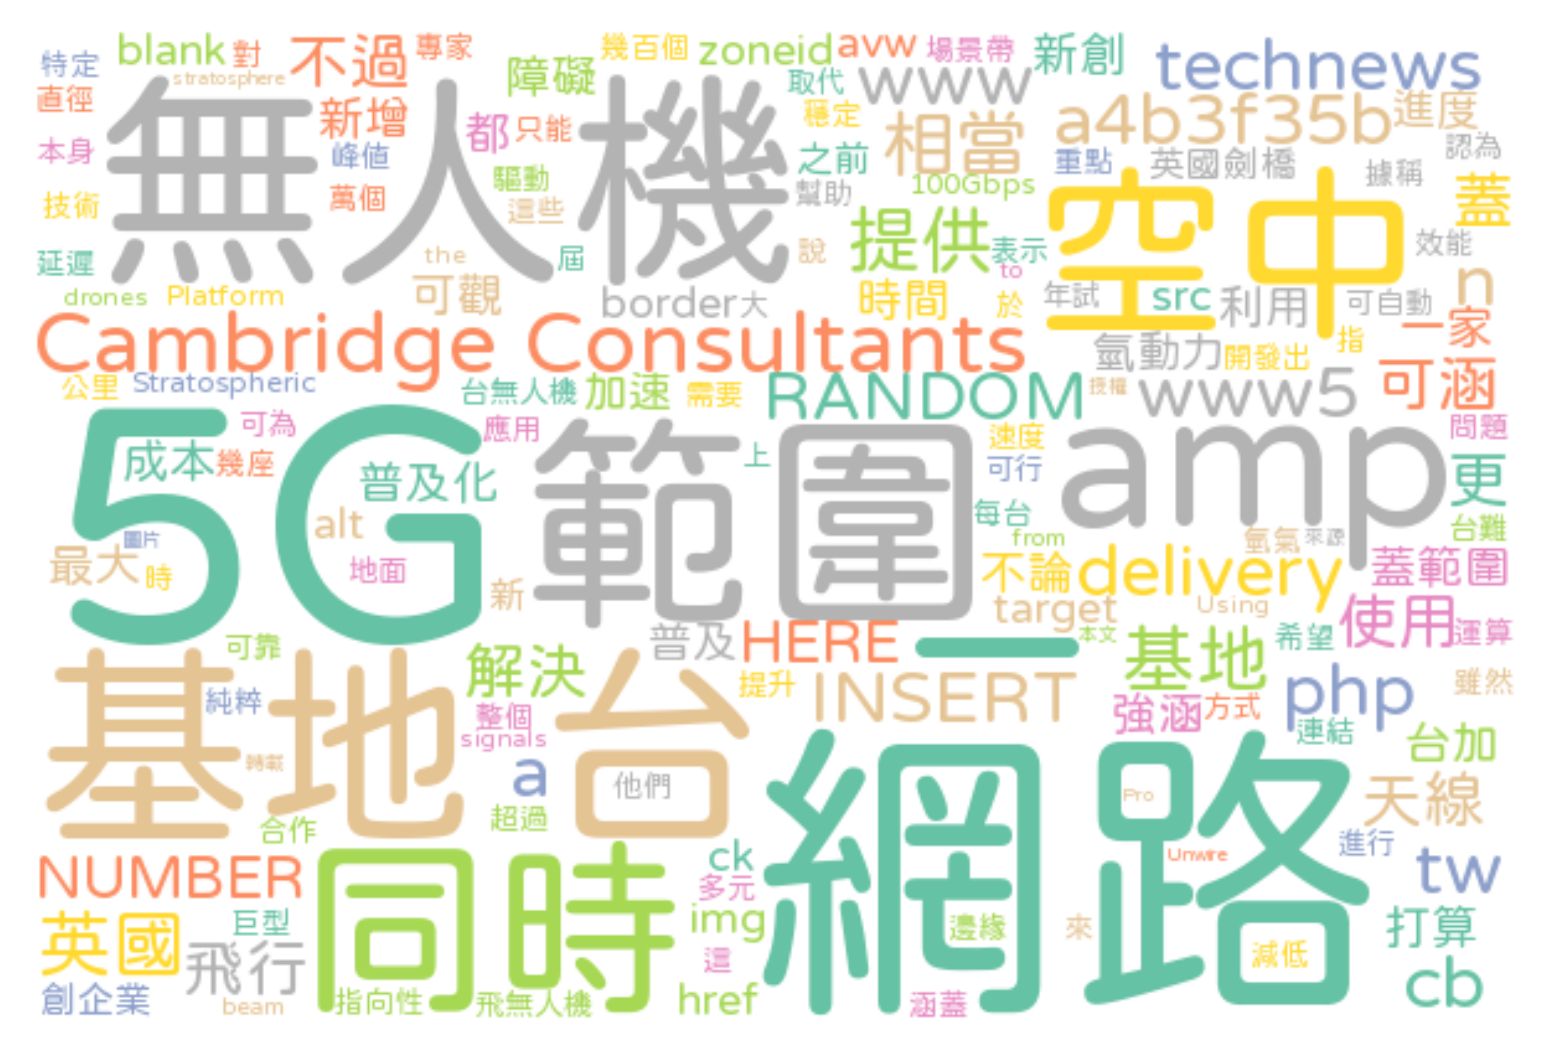 特定 blank 對 不過 專家 幾百個 zoneid avw 場景帶 新創 technews
stratosphere 障礙 取代 www
直徑 無人機 新增 都 只能 穩定 相當 a4b3f35b 進度
本身 峰值 之前 重點 英國劍橋 認為
技術 萬個 驅動 這些 幫助 100Gbps 空中 據稱 蓋
延遲 the 屆 說 提供 表示 效能
drones Platform 可觀 border 大 時間 to 於 年試 src 利用 可自動 n
Cambridge Consultants 氫動力 開發出 指 一家
公里 Stratospheric 台無人機 加速 需要 RANDOM 授權 www5 可涵
5G 可為 應用 範圍 上 速度 amp 問題
成本 幾座 普及化 可行 更
alt 每台 台難
圖片 from 氫氣 來源
最大 時 地面 新 不論 delivery 蓋範圍
target Using 使用 運算
可靠 普及 HERE _ 本文 基地 希望
基地台 純粹 解決 提升 INSERT php 雖然
整個 強涵 方式
signals 網路 連結 台加
轉載 a 他們 Pro 天線
合作 超過 進行
NUMBER 同時 ck Unwire tw
多元
英國 巨型 img 邊緣 來 打算
飛行 這 減低
創企業 beam 指向性 飛無人機 href 涵蓋 cb